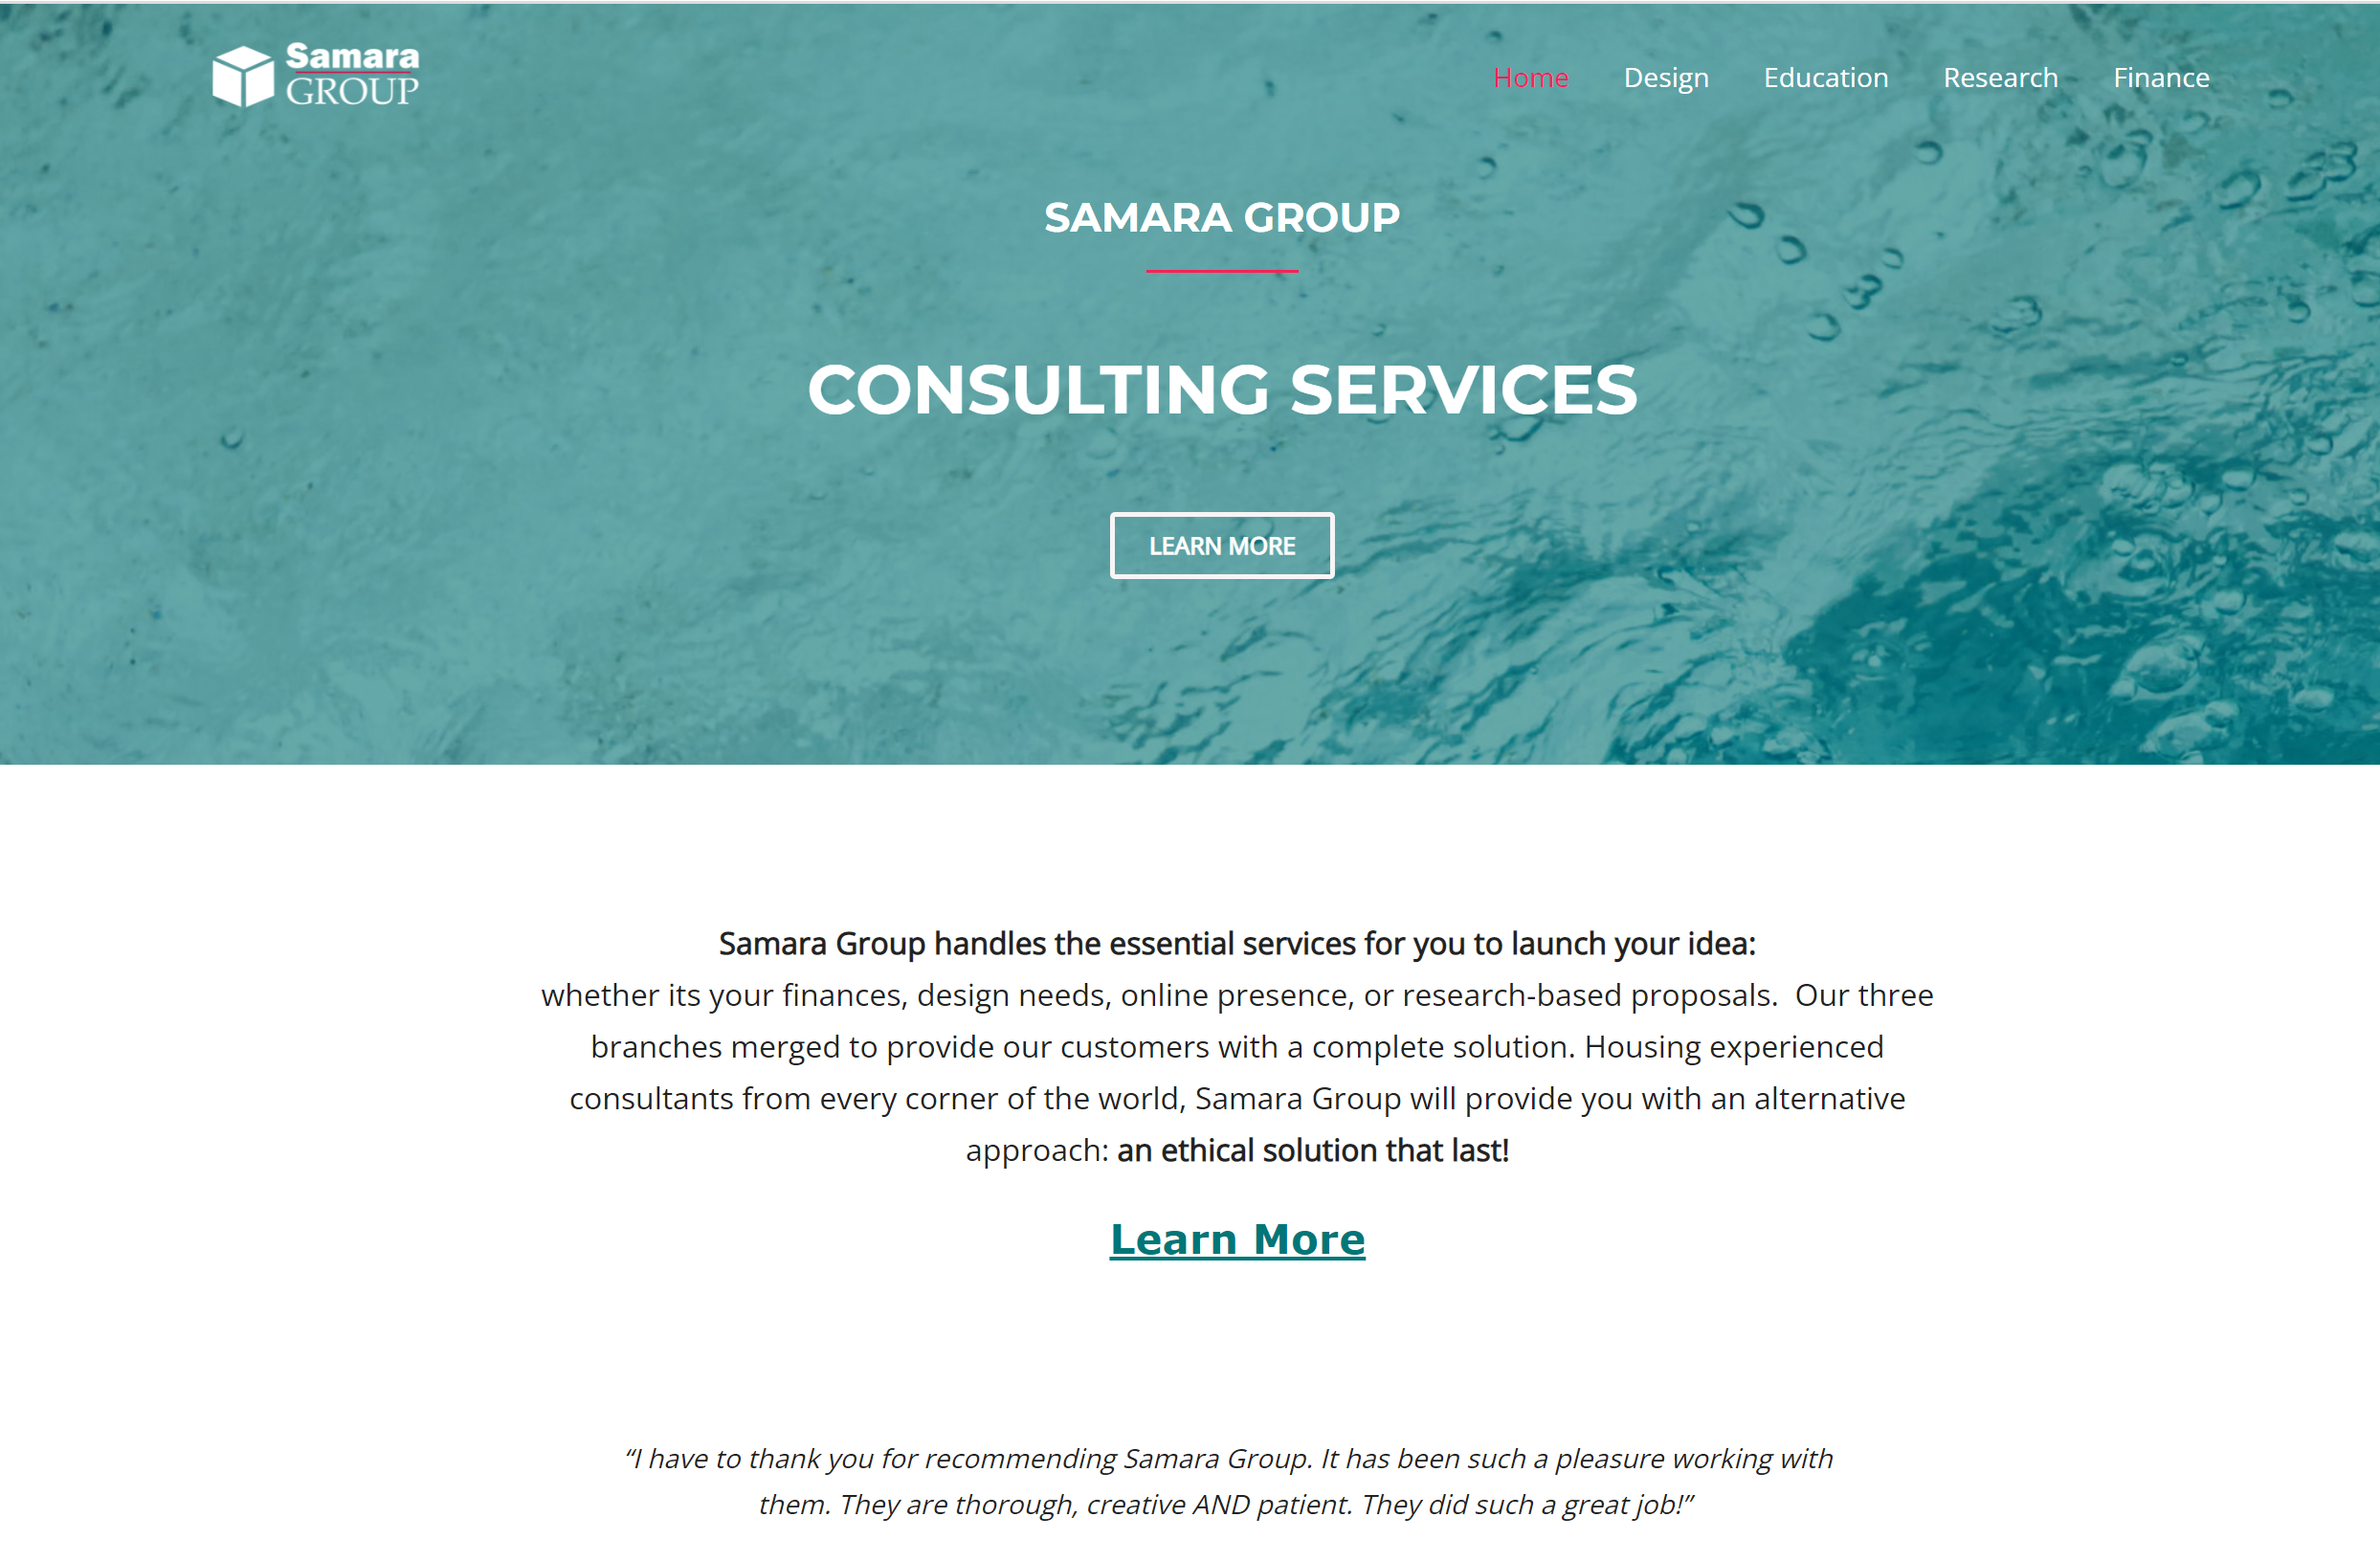 Samara
GROUP
Home Design Education Research Finance
SAMARA GROUP
CONSULTING SERVICES
LEARN MORE
Samara Group handles the essential services for you to launch your idea:
whether its your finances, design needs, online presence, or research-based proposals.  Our three
branches merged to provide our customers with a complete solution. Housing experienced
consultants from every corner of the world, Samara Group will provide you with an alternative
approach: an ethical solution that last!
Learn More
“I have to thank you for recommending Samara Group. It has been such a pleasure working with
them. They are thorough, creative AND patient. They did such a great job!”